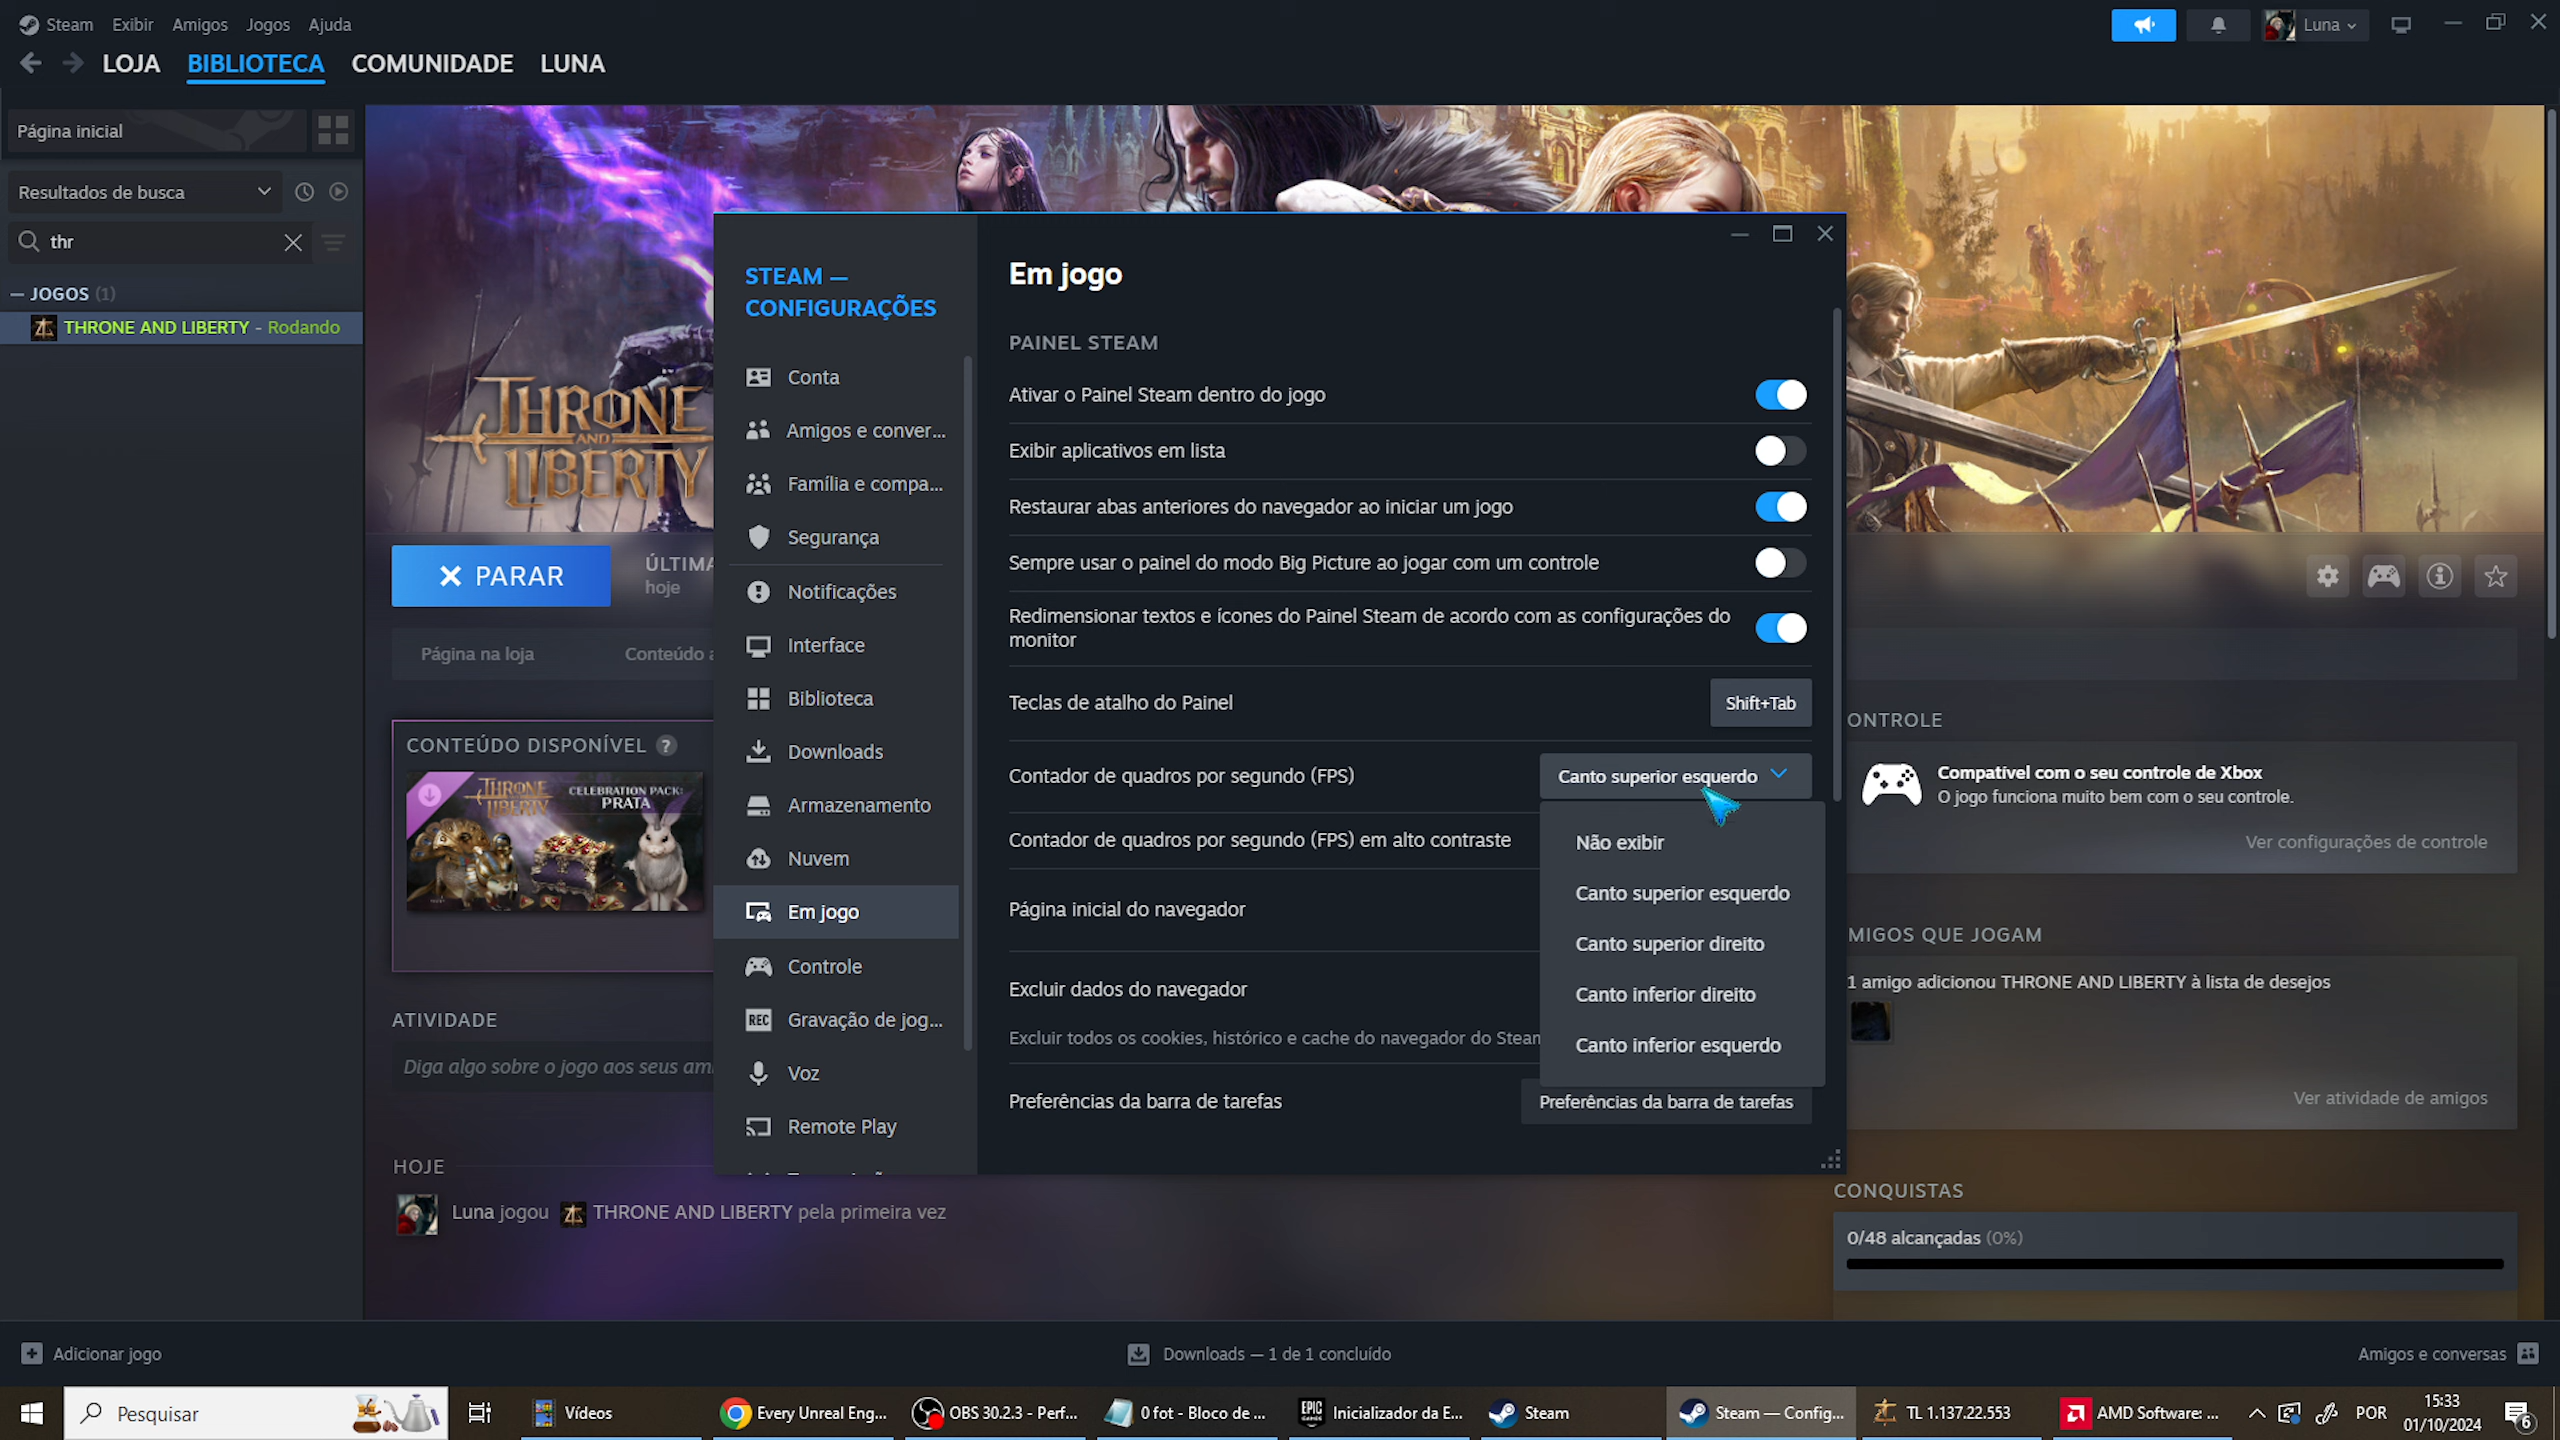 Steam Exibir Amigos Jogos Ajuda
Luna
LOJA BIBLIOTECA COMUNIDADE LUNA
Página inicial
Resultados de busca
thr
— JOGOS (1)
THRONE AND LIBERTY - Rodando
THRONE
AND
LIBERTY
PARAR
hoje
Página na loja
CONTEÚDO DISPONÍVEL ?
THRONE AND LIBERTY
CELEBRATION PACK:
PRATA
ATIVIDADE
Diga algo sobre o jogo aos seus
HOJE
Luna jogou THRONE AND LIBERTY pela primeira vez
STEAM —
CONFIGURAÇÕES
Conta
Amigos e conver...
Família e compa...
Segurança
Notificações
Interface
Biblioteca
Downloads
Armazenamento
Nuvem
Em jogo
Controle
REC Gravação de jog...
Voz
Remote Play
Em jogo
PAINEL STEAM
Ativar o Painel Steam dentro do jogo
Exibir aplicativos em lista
Restaurar abas anteriores do navegador ao iniciar um jogo
Sempre usar o painel do modo Big Picture ao jogar com um controle
Redimensionar textos e ícones do Painel Steam de acordo com as configurações do
monitor
Teclas de atalho do Painel Shift+Tab
Contador de quadros por segundo (FPS) Canto superior esquerdo
Não exibir
Canto superior esquerdo
Canto superior direito
Canto inferior direito
Canto inferior esquerdo
Contador de quadros por segundo (FPS) em alto contraste
Página inicial do navegador
Excluir dados do navegador
Excluir todos os cookies, histórico e cache do navegador do Steam
Preferências da barra de tarefas Preferências da barra de tarefas
ONTROLE
Compatível com o seu controle de Xbox
O jogo funciona muito bem com o seu controle.
Ver configurações de controle
MIGOS QUE JOGAM
1 amigo adicionou THRONE AND LIBERTY à lista de desejos
Ver atividade de amigos
CONQUISTAS
0/48 alcançadas (0%)
Adicionar jogo
Downloads — 1 de 1 concluído
Amigos e conversas
Pesquisar
Vídeos
Every Unreal Eng...
OBS 30.2.3 - Perf...
0 fot - Bloco de ...
EPIC GAMES Inicializador da E...
Steam
Steam — Config...
TL 1.137.22.553
AMD Software: ...
POR
15:33
01/10/2024
6